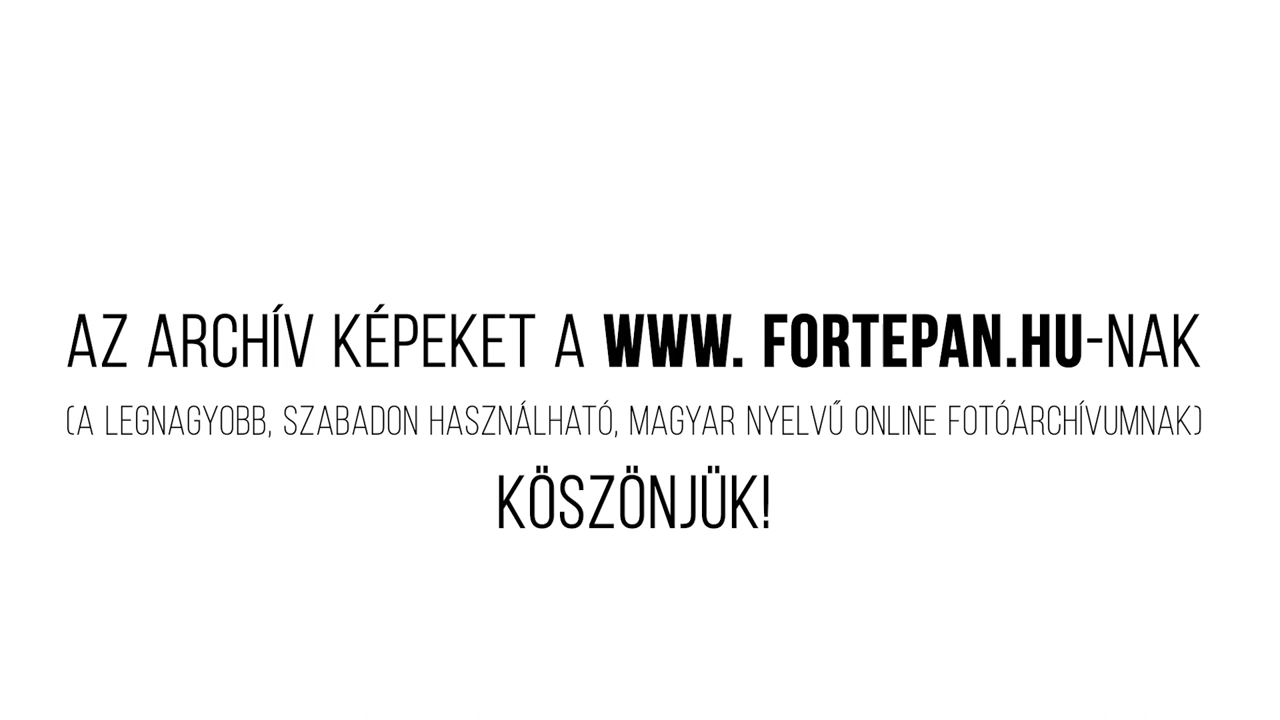 AZ ARCHÍV KÉPEKET A WWW. FORTEPAN.HU-NAK
(A LEGNAGYOBB, SZABADON HASZNÁLHATÓ, MAGYAR NYELVŰ ONLINE FOTÓARCHÍVUMNAK)
KÖSZÖNJÜK!